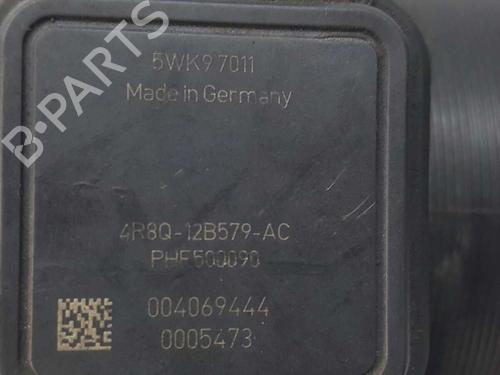 B-PARTS
5WK97011
Made in Germany
4R8Q-12B579-AC
PHF500090
004069444
0005473